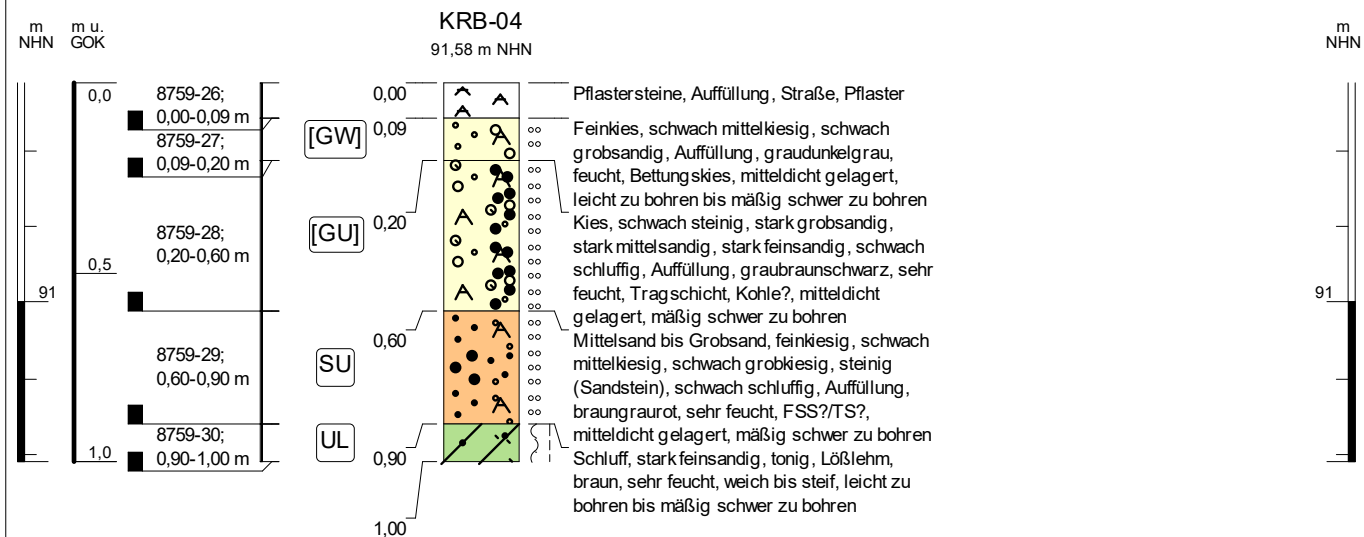 KRB-04
91,58 m NHN
m
NHN
m u.
GOK
m
NHN
0,0
0,5
1,0
91
8759-26;
0,00-0,09 m
8759-27;
0,09-0,20 m
8759-28;
0,20-0,60 m
8759-29;
0,60-0,90 m
8759-30;
0,90-1,00 m
[GW]
[GU]
SU
UL
0,00
0,09
0,20
0,60
0,90
1,00
Pflastersteine, Auffüllung, Straße, Pflaster
Feinkies, schwach mittelkiesig, schwach
grobsandig, Auffüllung, graudunkelgrau,
feucht, Bettungskies, mitteldicht gelagert,
leicht zu bohren bis mäßig schwer zu bohren
Kies, schwach steinig, stark grobsandig,
stark mittelsandig, stark feinsandig, schwach
schluffig, Auffüllung, graubraunschwarz, sehr
feucht, Tragschicht, Kohle?, mitteldicht
gelagert, mäßig schwer zu bohren
Mittelsand bis Grobsand, feinkiesig, schwach
mittelkiesig, schwach grobkiesig, steinig
(Sandstein), schwach schluffig, Auffüllung,
braungraurot, sehr feucht, FSS?/TS?,
mitteldicht gelagert, mäßig schwer zu bohren
Schluff, stark feinsandig, tonig, Lößlehm,
braun, sehr feucht, weich bis steif, leicht zu
bohren bis mäßig schwer zu bohren
91